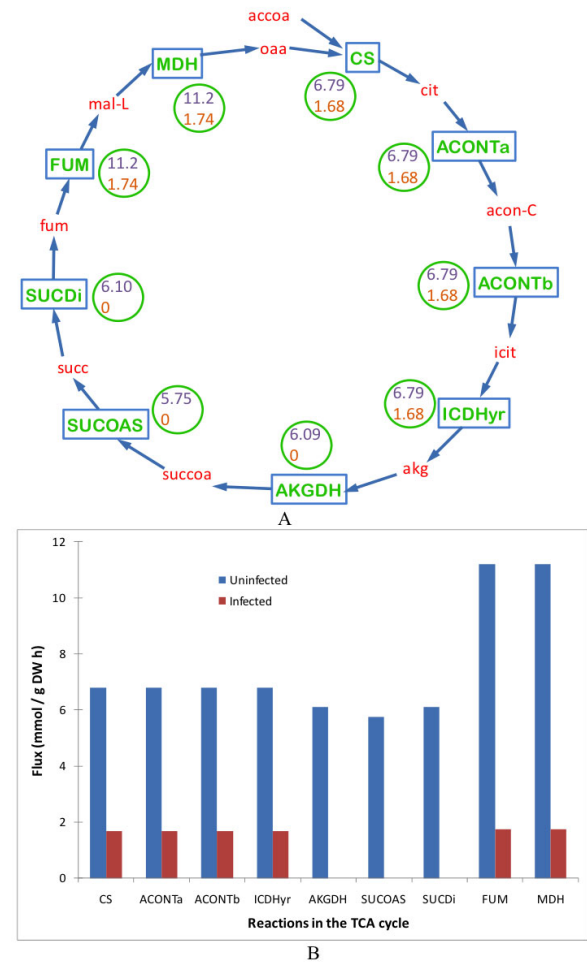 accoa
oaa
CS
MDH
6.79
1.68
cit
11.2
1.74
mal-L
ACONTa
6.79
1.68
FUM
11.2
1.74
acon-C
fum
ACONTb
6.79
1.68
SUCDi
6.10
0
icit
succ
ICDHyr
6.79
1.68
SUCOAS
5.75
0
6.09
0
akg
succoa
AKGDH
A
12
10
8
6
4
2
0
Flux (mmol / g DW h)
Uninfected
Infected
CS ACONTa ACONTb ICDHyr AKGDH SUCOAS SUCDi FUM MDH
Reactions in the TCA cycle
B